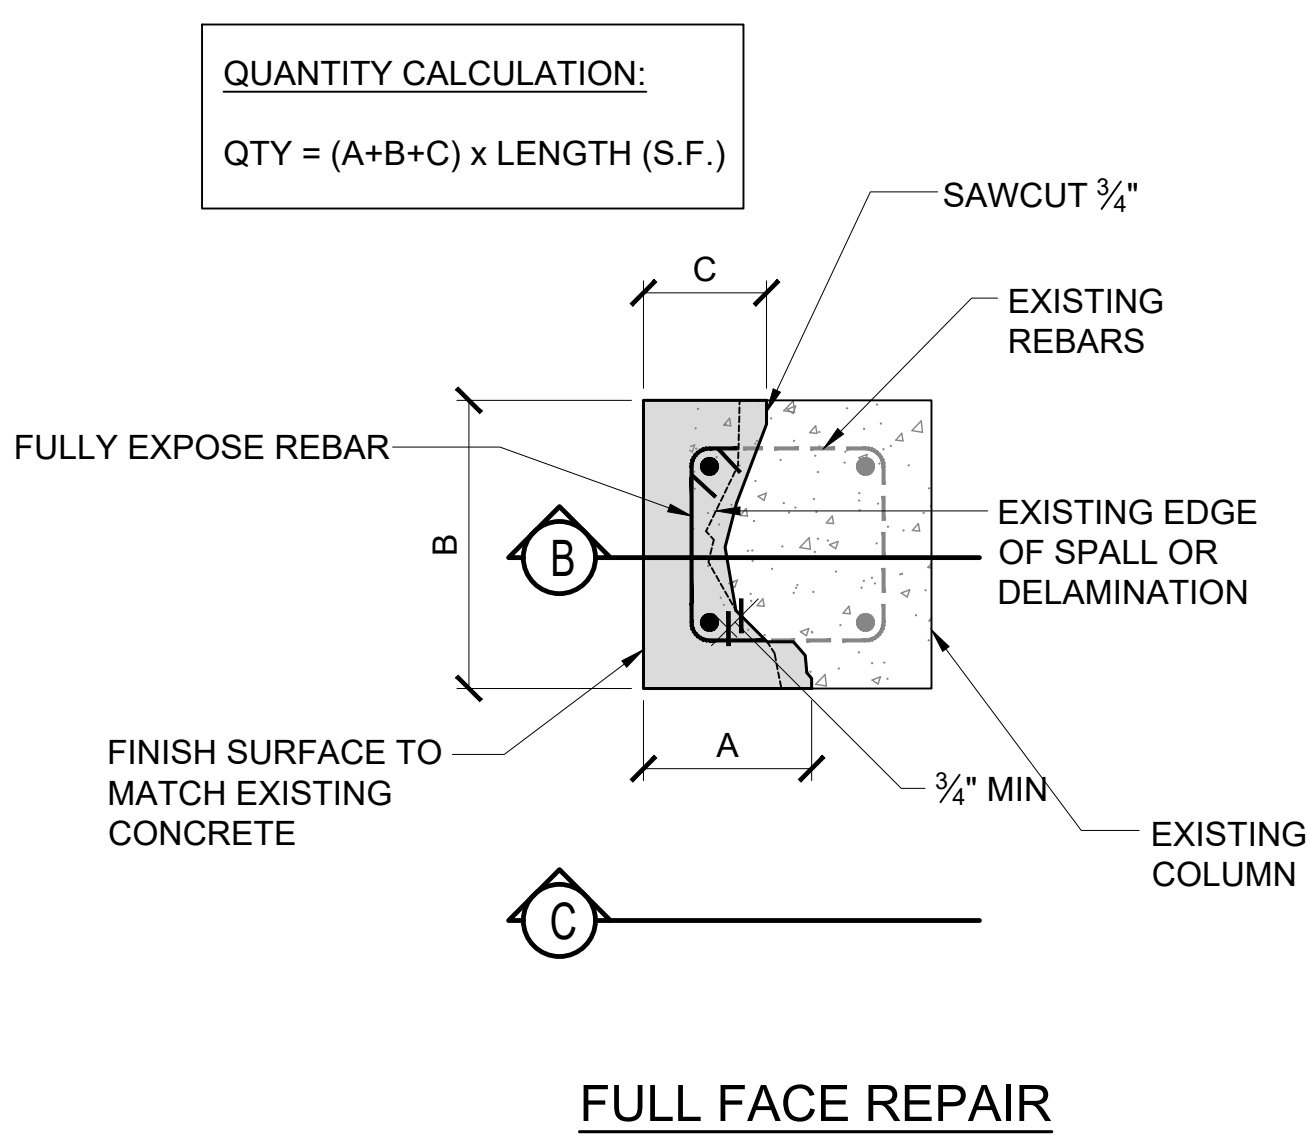 QUANTITY CALCULATION:
QTY = (A+B+C) x LENGTH (S.F.)
SAWCUT ¾"
C
EXISTING
REBARS
FULLY EXPOSE REBAR
B
B
EXISTING EDGE
OF SPALL OR
DELAMINATION
FINISH SURFACE TO
MATCH EXISTING
CONCRETE
A
¾" MIN
EXISTING
COLUMN
C
FULL FACE REPAIR